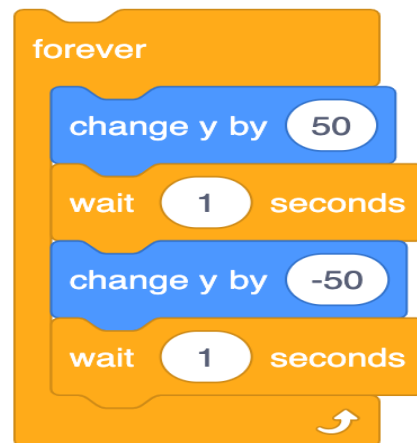 forever
change y by 50
wait 1 seconds
change y by -50
wait 1 seconds